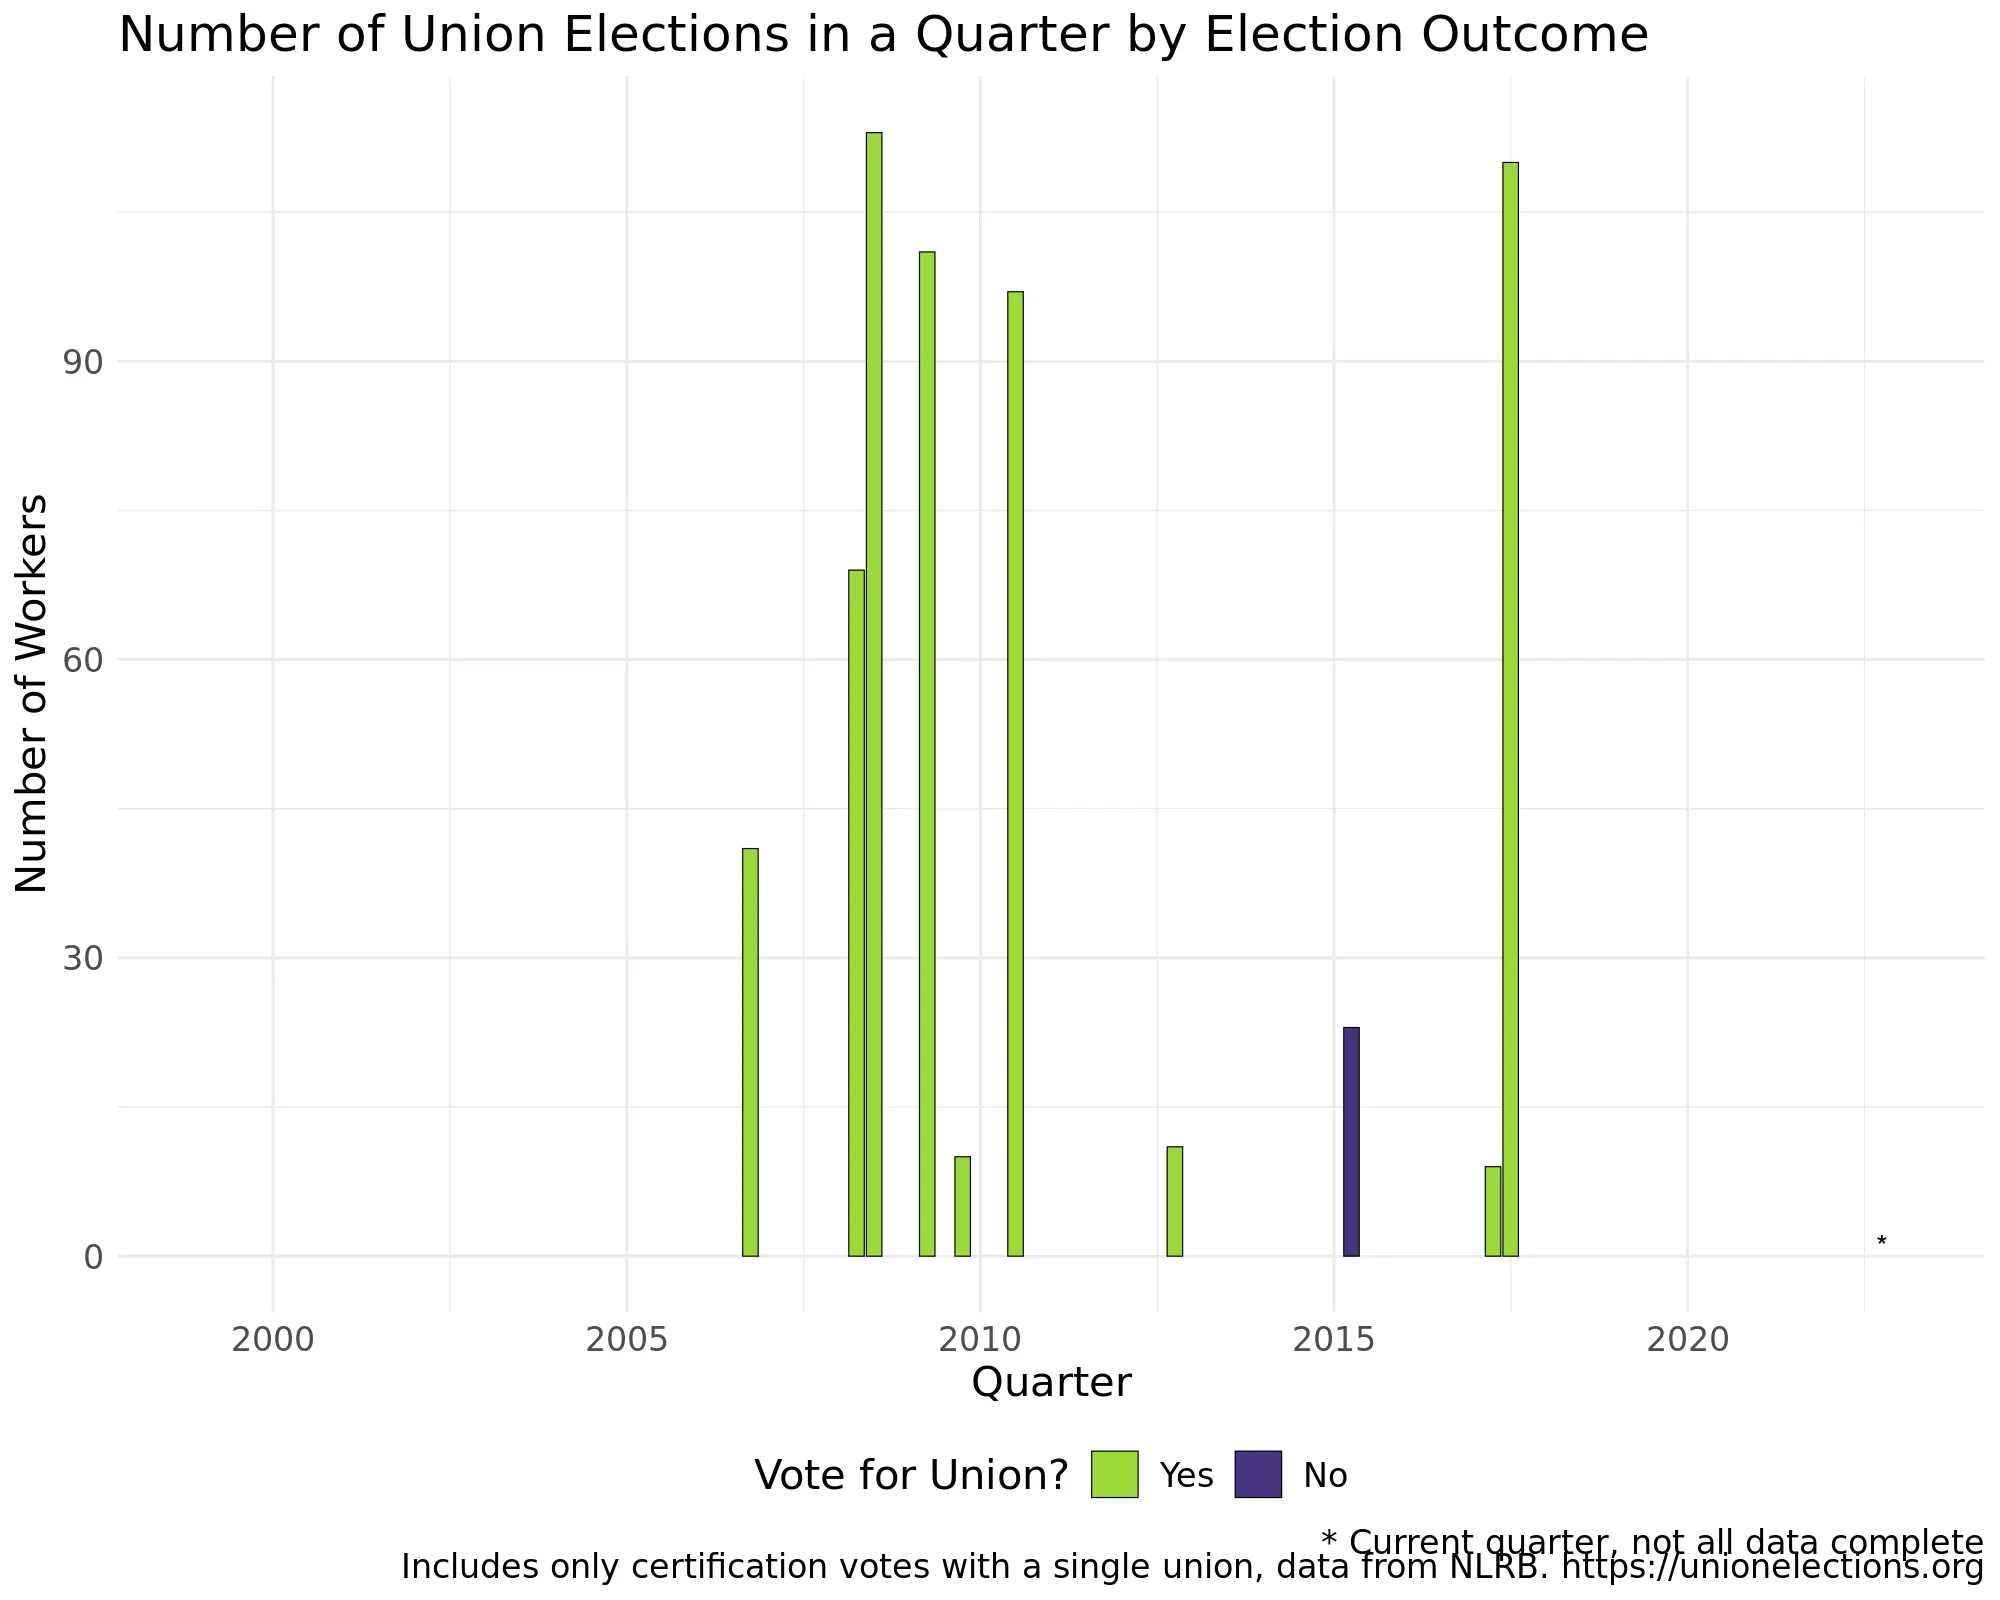 Number of Union Elections in a Quarter by Election Outcome
Number of Workers
90
60
30
0
*
2000 2005 2010 2015 2020
Quarter
Vote for Union? Yes No
* Current quarter, not all data complete
Includes only certification votes with a single union, data from NLRB. https://unionelections.org